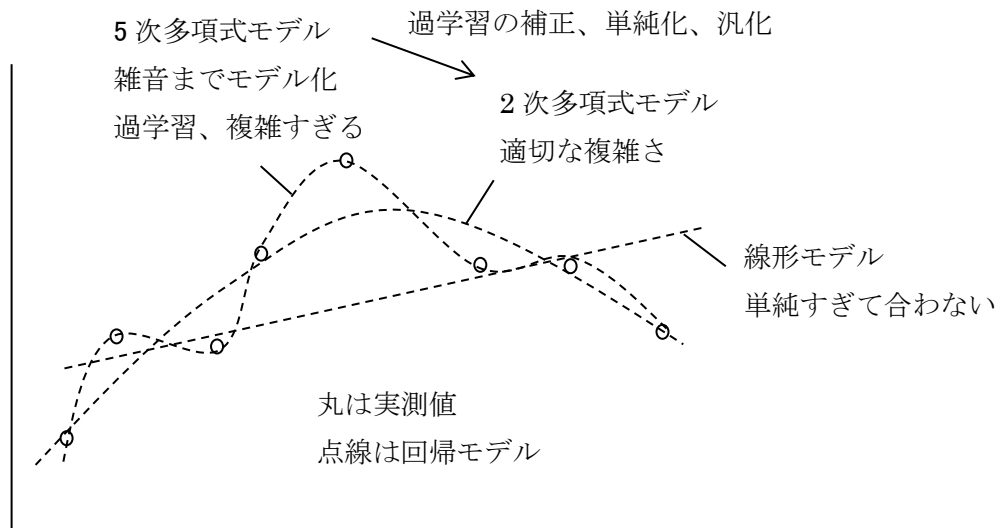 5 次多項式モデル
雑音までモデル化
過学習、複雑すぎる
過学習の補正、単純化、汎化
2 次多項式モデル
適切な複雑さ
線形モデル
単純すぎて合わない
丸は実測値
点線は回帰モデル